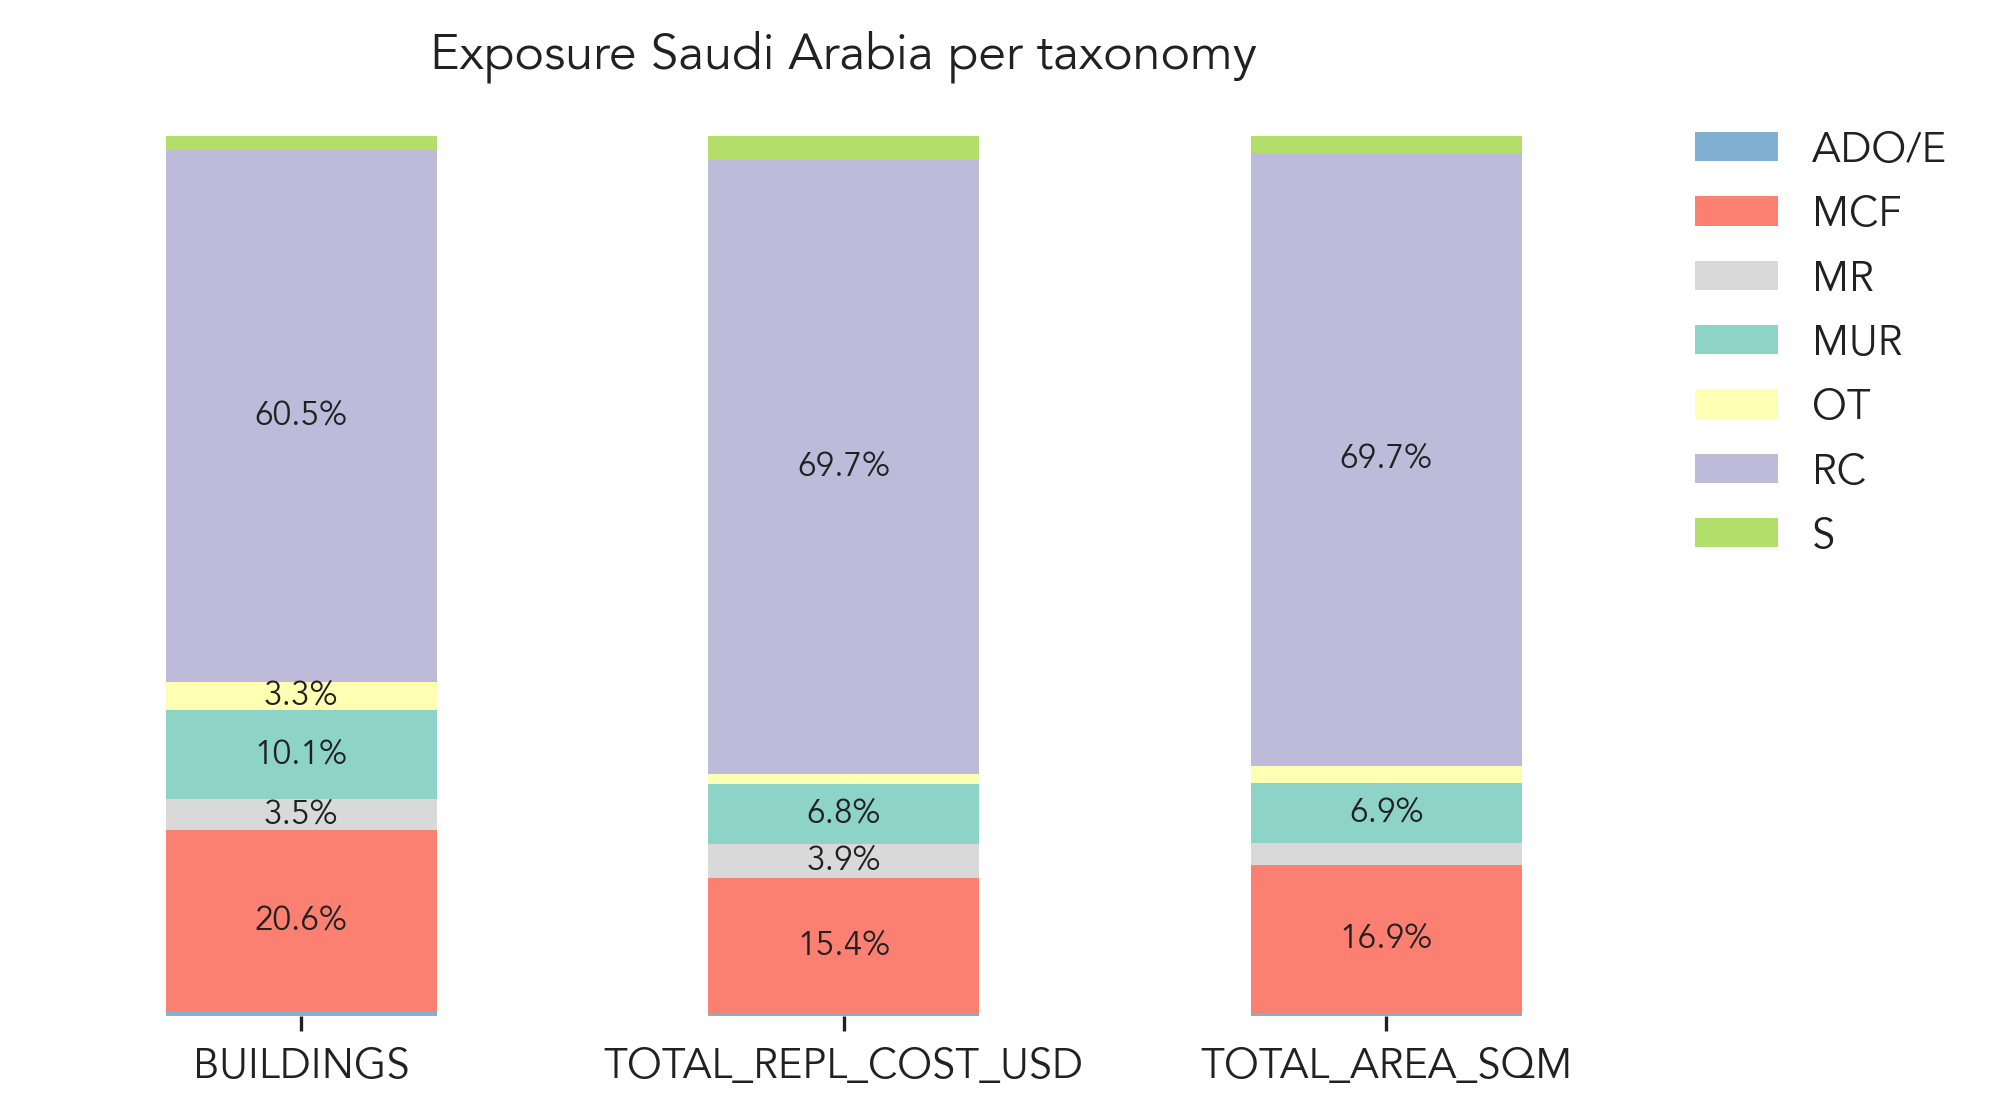 Exposure Saudi Arabia per taxonomy
60.5%
3.3%
10.1%
3.5%
20.6%
69.7%
6.8%
3.9%
15.4%
69.7%
6.9%
16.9%
BUILDINGS
TOTAL_REPL_COST_USD
TOTAL_AREA_SQM
ADO/E
MCF
MR
MUR
OT
RC
S